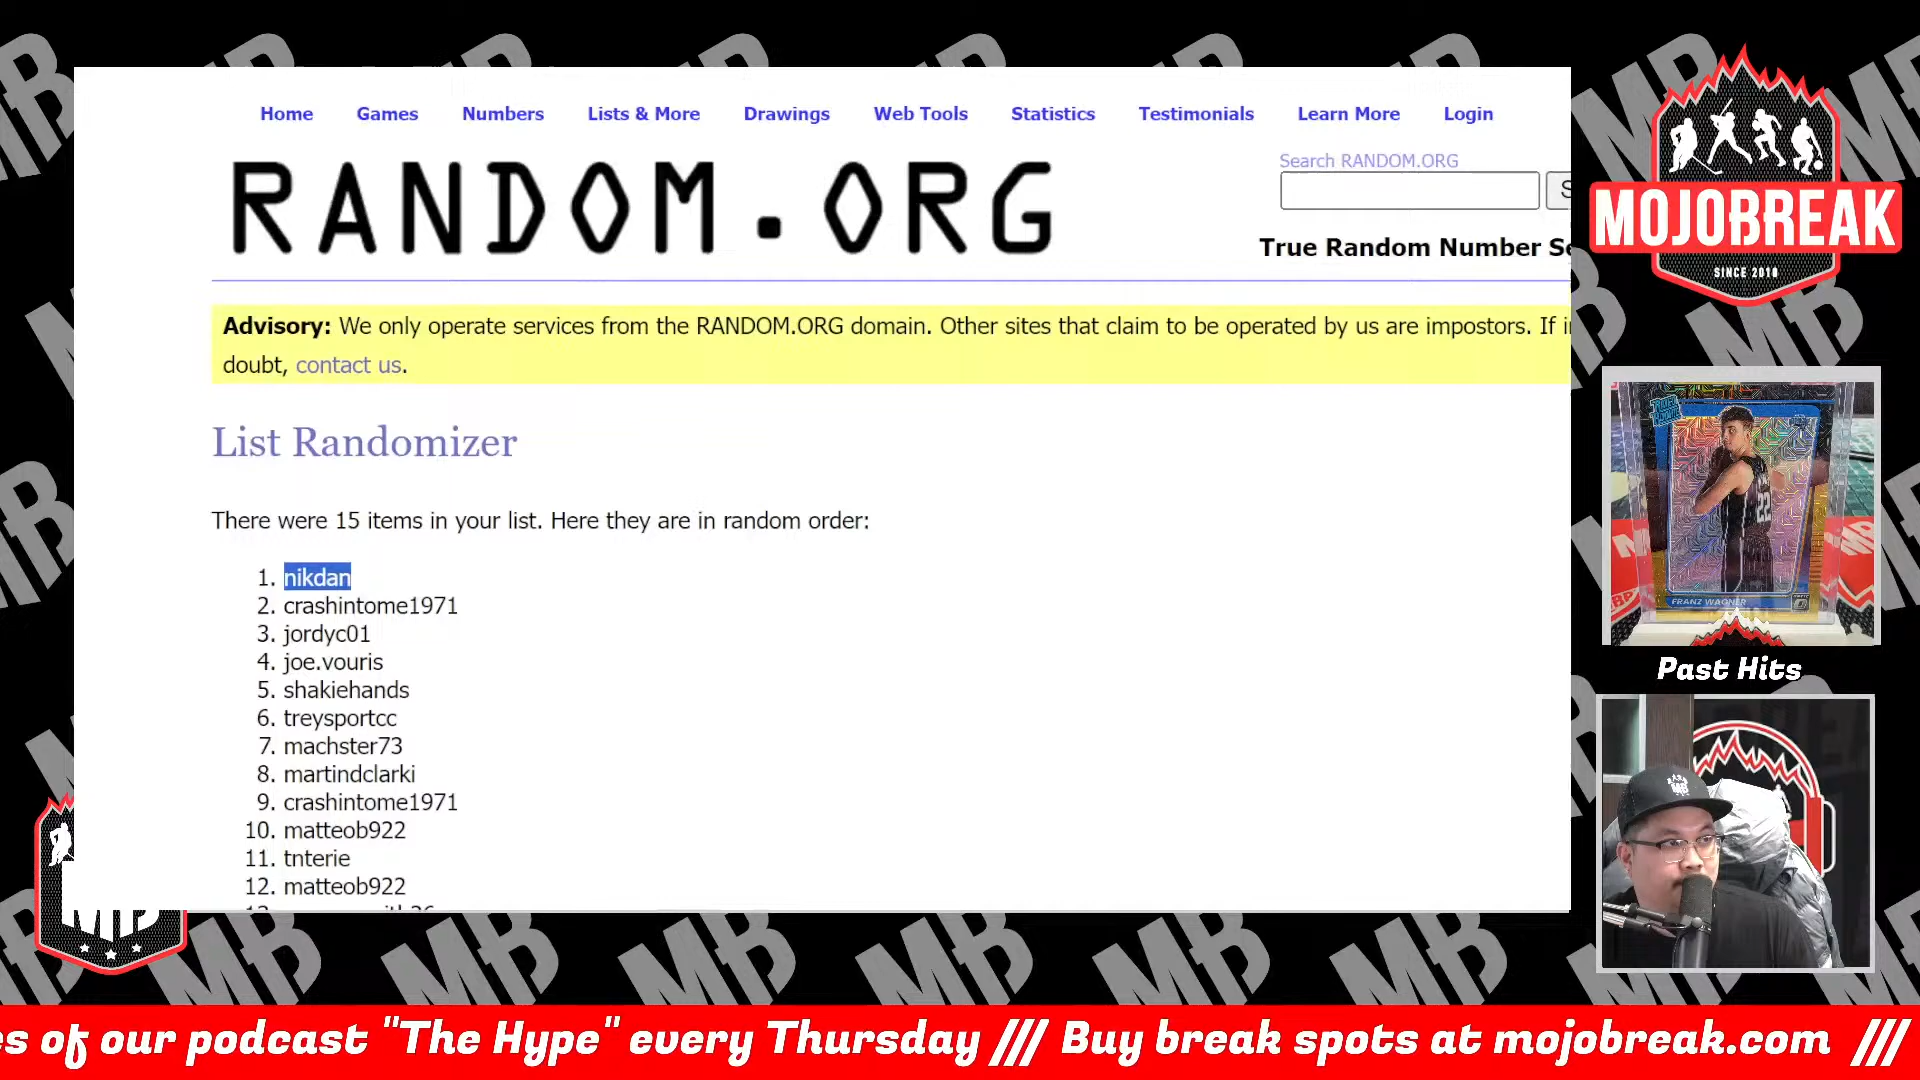 Home Games Numbers Lists & More Drawings Web Tools Statistics Testimonials Learn More Login
RANDOM.ORG
Search RANDOM.ORG
True Random Number
Advisory: We only operate services from the RANDOM.ORG domain. Other sites that claim to be operated by us are impostors. If
doubt, contact us.
List Randomizer
There were 15 items in your list. Here they are in random order:
1. nikdan
2. crashintome1971
3. jordyc01
4. joe.vouris
5. shakiehands
6. treysportcc
7. machster73
8. martindclarki
9. crashintome1971
10. matteob922
11. tnterie
12. matteob922
MOJOBREAK
SINCE 2010
FRANZ WAGNER
22
Past Hits
MB
of our podcast "The Hype" every Thursday /// Buy break spots at mojobreak.com ///